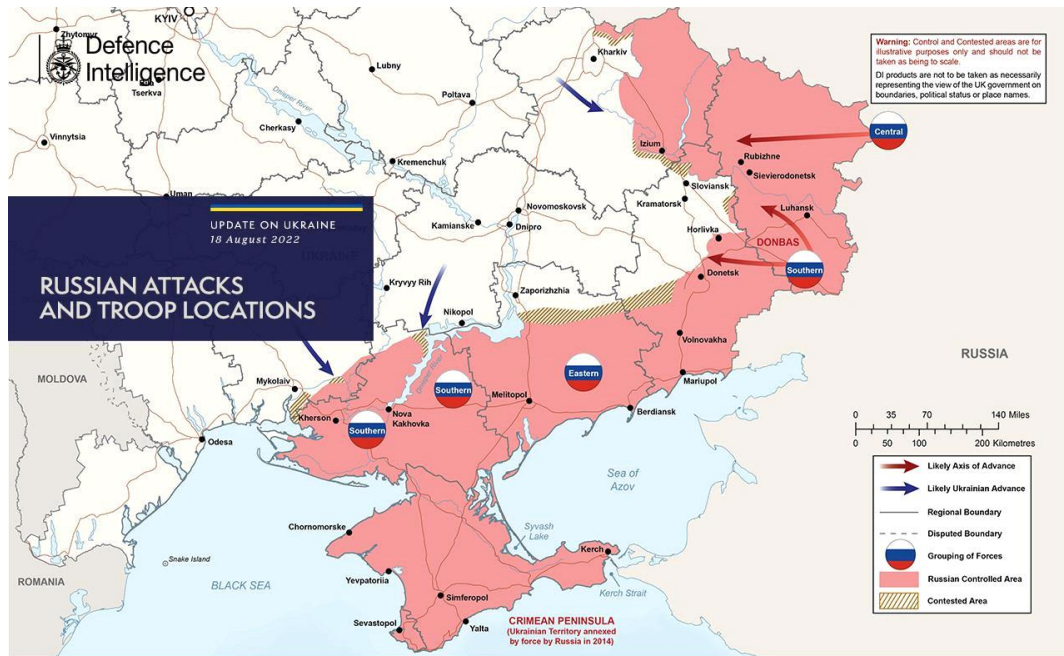 KYIV
Zhytomyr
Defence
Intelligence
Tserkva
Lubny
Kharkiv
Warning: Control and Contested areas are for
illustrative purposes only and should not be
taken as being to scale.
DI products are not to be taken as necessarily
representing the view of the UK government on
boundaries, political status or place names.
Dnieper River
Poltava
Vinnytsia
Cherkasy
Central
Kremenchuk
Izium
Rubizhne
Sievierodonetsk
Uman
Sloviansk
Kramatorsk
Luhansk
UPDATE ON UKRAINE
18 August 2022
Novomoskovsk
Kamianske
Dnipro
Horlivka
DONBAS
UKRAINE
RUSSIAN ATTACKS
AND TROOP LOCATIONS
Donetsk
Southern
Kryvyy Rih
Zaporizhzhia
Nikopol
Volnovakha
RUSSIA
MOLDOVA
Dnieper River
Mykolaiv
Southern
Eastern
Mariupol
Melitopol
Kherson
Nova
Kakhovka
Berdiansk
Southern
Odesa
0 35 70 140 Miles
0 50 100 200 Kilometres
Sea of
Azov
Likely Axis of Advance
Likely Ukrainian Advance
Regional Boundary
Disputed Boundary
Grouping of Forces
Russian Controlled Area
Contested Area
Chornomorske
Syvash
Lake
Kerch
Snake Island
ROMANIA
BLACK SEA
Yevpatoriia
Kerch Strait
Simferopol
Sevastopol
Yalta
CRIMEAN PENINSULA
(Ukrainian Territory annexed
by force by Russia in 2014)